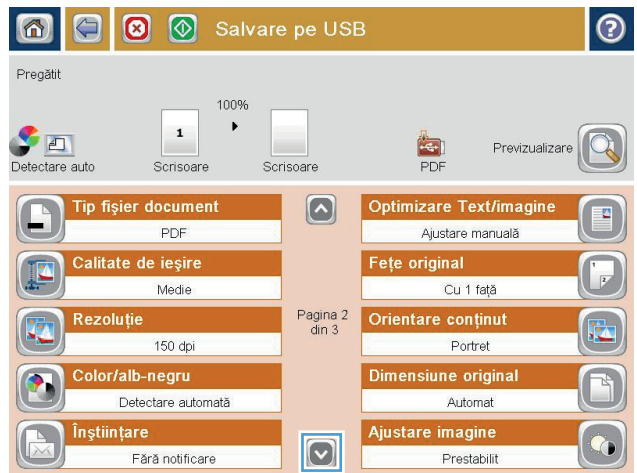 Salvare pe USB
?
Pregătit
100%
1
Detectare auto
Scrisoare
Scrisoare
PDF
Previzualizare
Tip fişier document
PDF
Optimizare Text/imagine
Ajustare manuală
Calitate de ieşire
Medie
Feţe original
Cu 1 faţă
1
2
Rezoluţie
150 dpi
Pagina 2
din 3
Orientare conţinut
Portret
Color/alb-negru
Detectare automată
Dimensiune original
Automat
Înştiinţare
Fără notificare
Ajustare imagine
Prestabilit